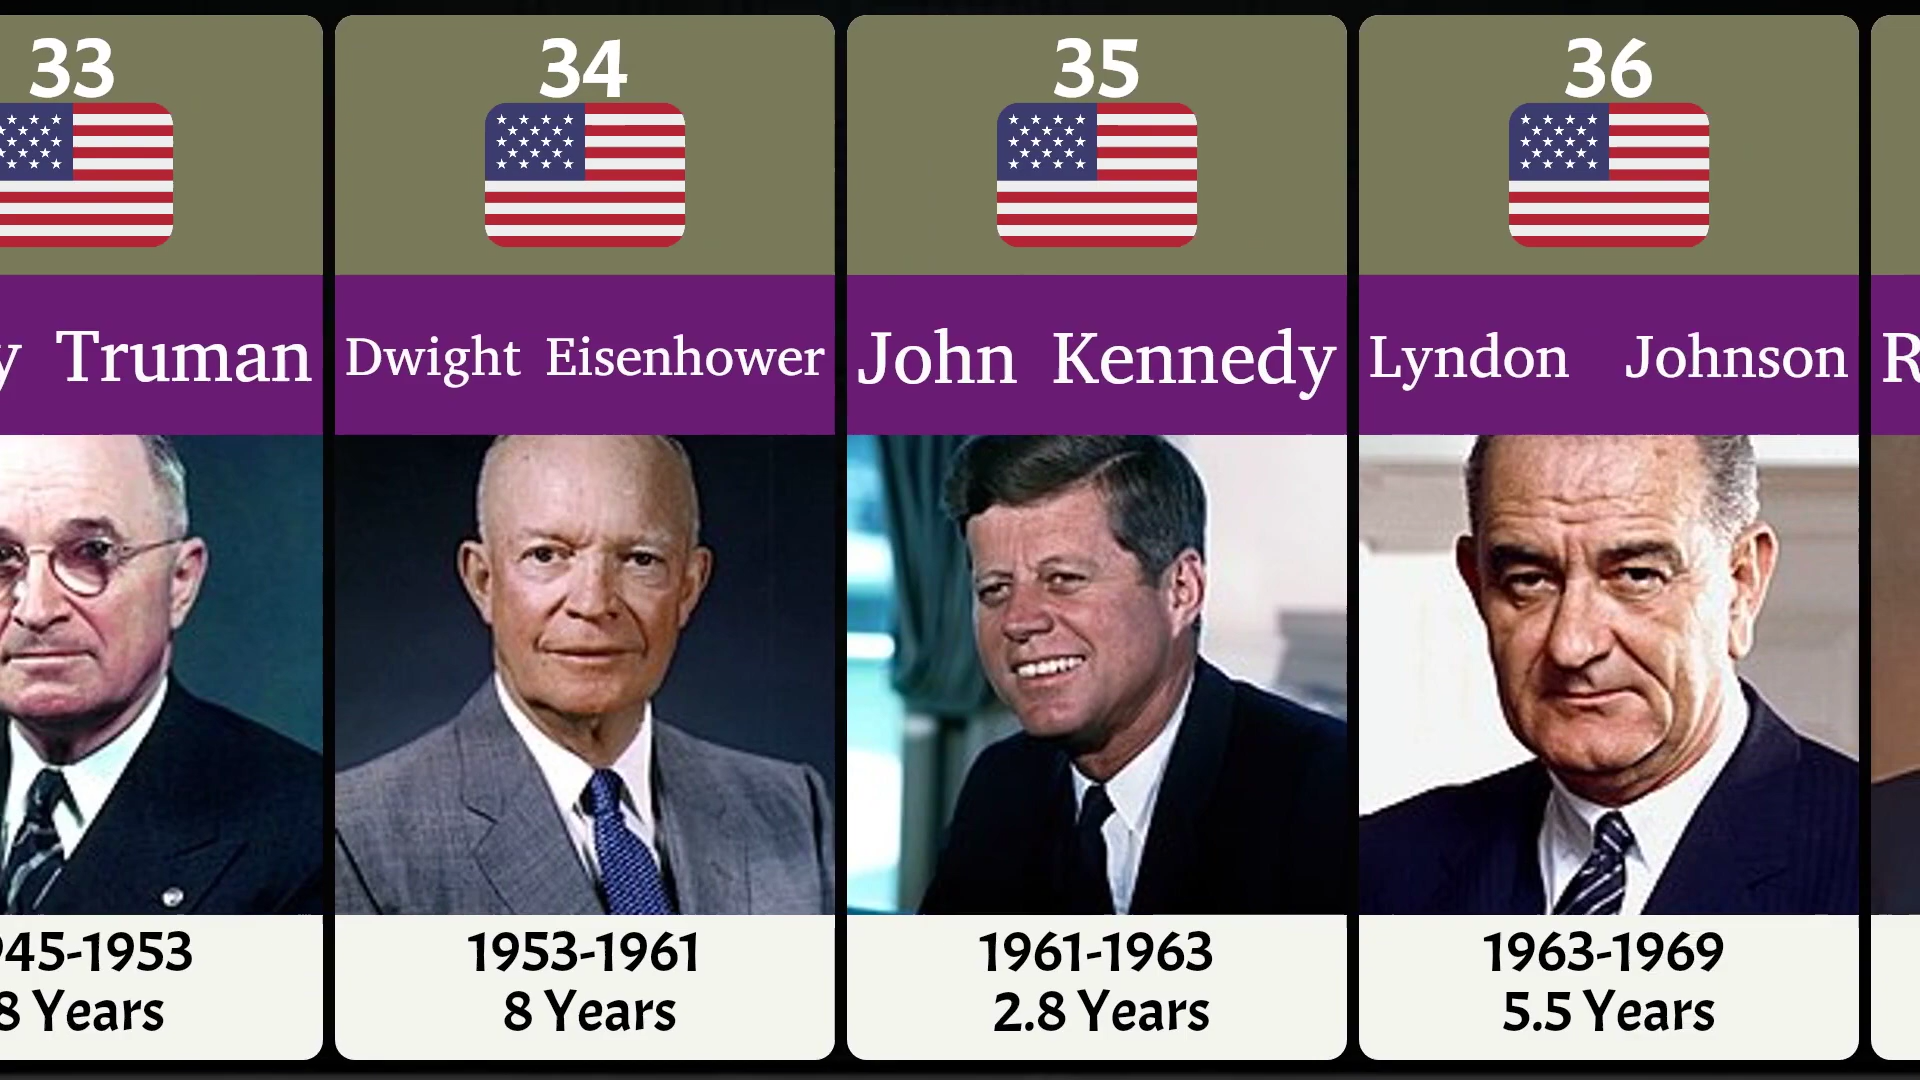 33
y Truman
945-1953
8 Years
34
Dwight Eisenhower
1953-1961
8 Years
35
John Kennedy
1961-1963
2.8 Years
36
Lyndon Johnson
1963-1969
5.5 Years
R